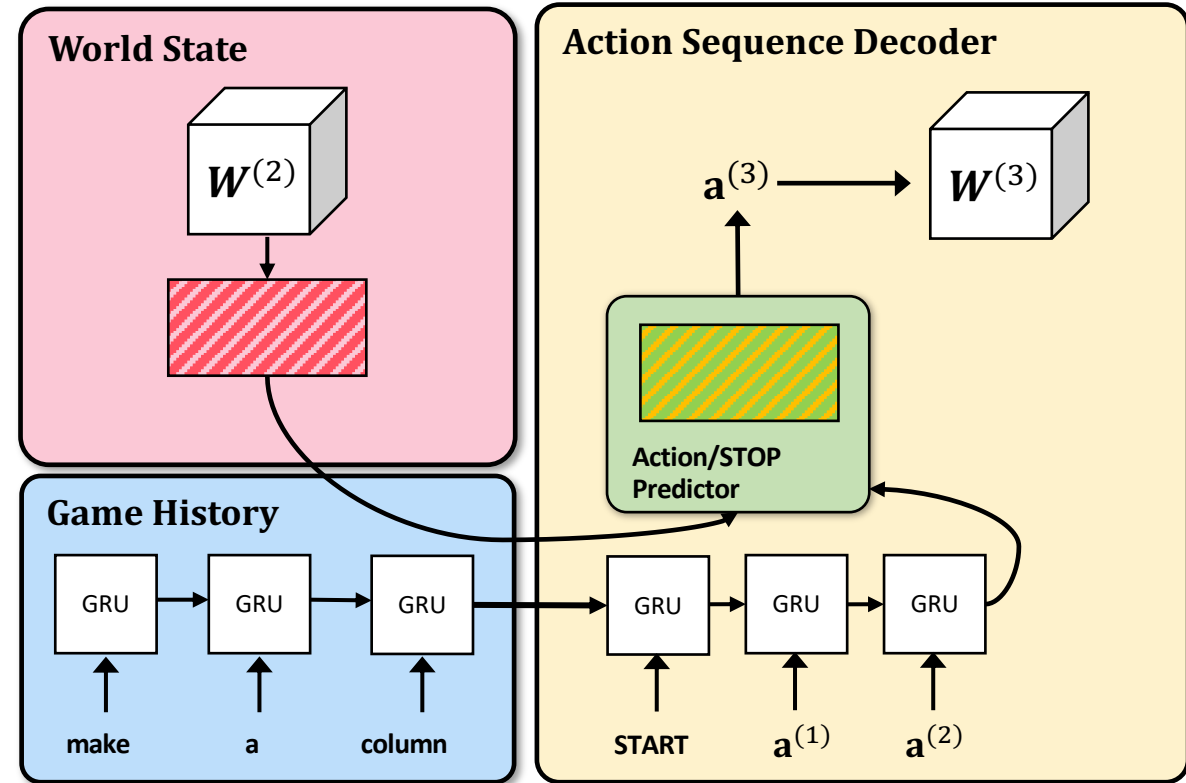 World State
W^(2)
Game History
GRU
GRU
GRU
make
a
column
Action Sequence Decoder
a^(3)
W^(3)
Action/STOP
Predictor
GRU
GRU
GRU
START
a^(1)
a^(2)